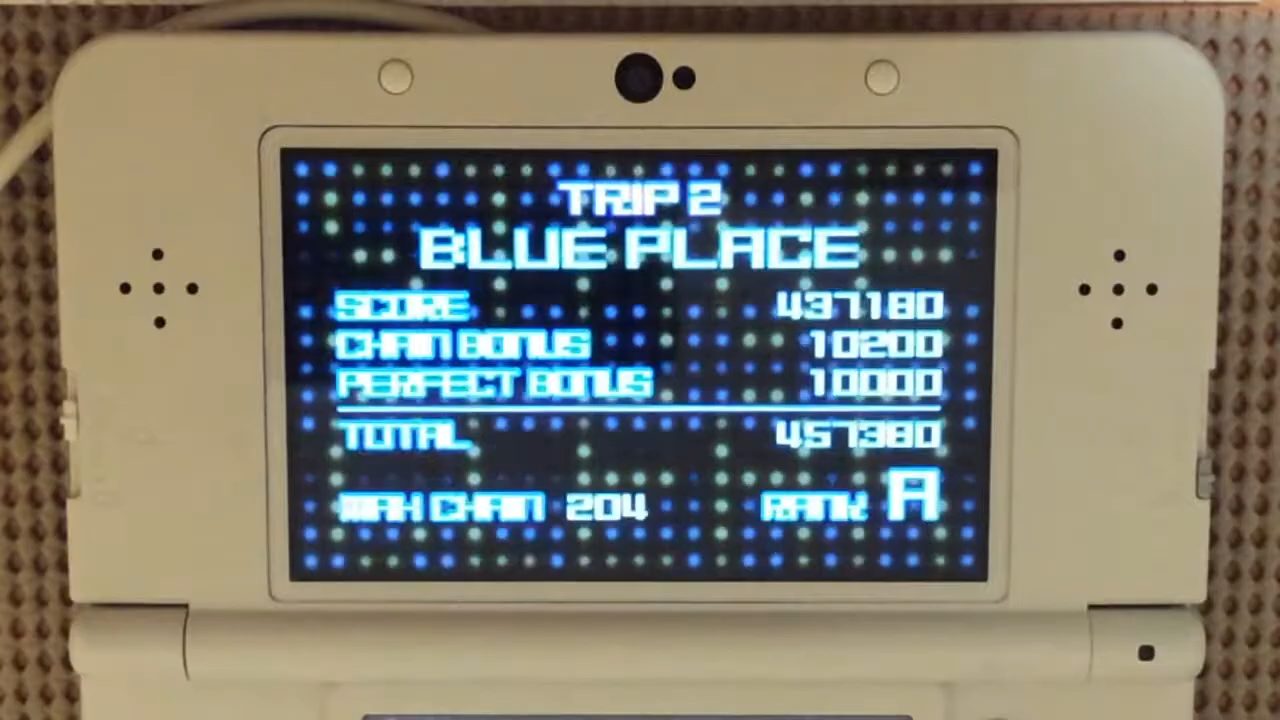 TRIP 2
BLUE PLACE
SCORE 437180
CHAIN BONUS 10200
PERFECT BONUS 10000
TOTAL 457380
MAX CHAIN 204 RANK A